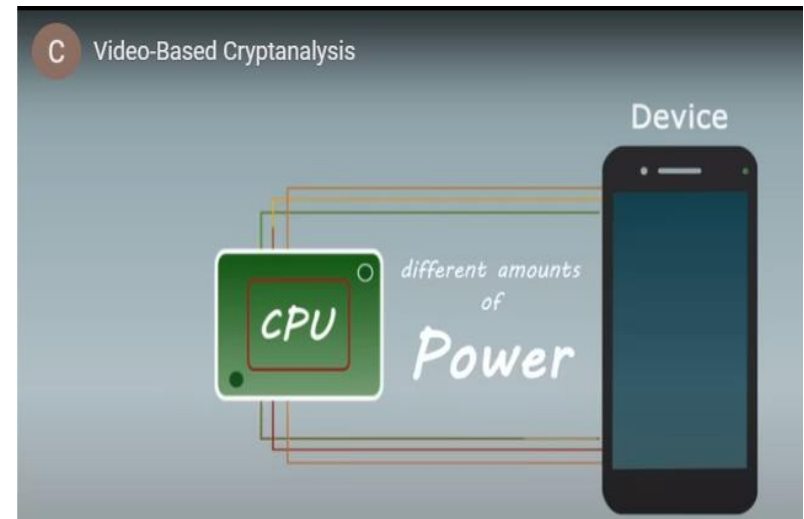 C
Video-Based Cryptanalysis
Device
different amounts
of
Power
CPU